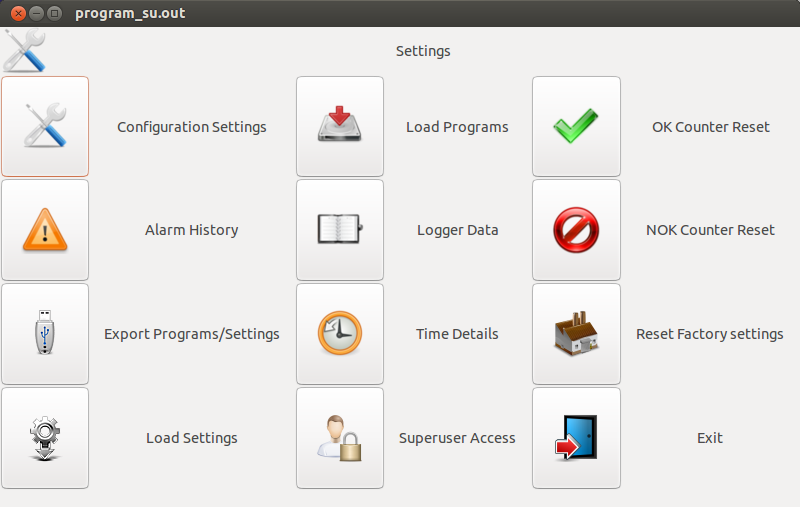 program_su.out
Settings
Configuration Settings
Load Programs
OK Counter Reset
Alarm History
Logger Data
NOK Counter Reset
Export Programs/Settings
Time Details
Reset Factory settings
Load Settings
Superuser Access
Exit